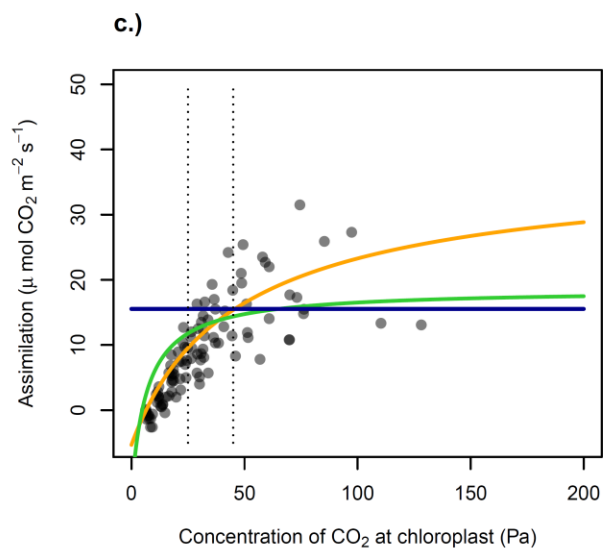 c.)
50
40
30
20
10
0
Assimilation (μ mol CO₂ m⁻² s⁻¹)
0 50 100 150 200
Concentration of CO₂ at chloroplast (Pa)